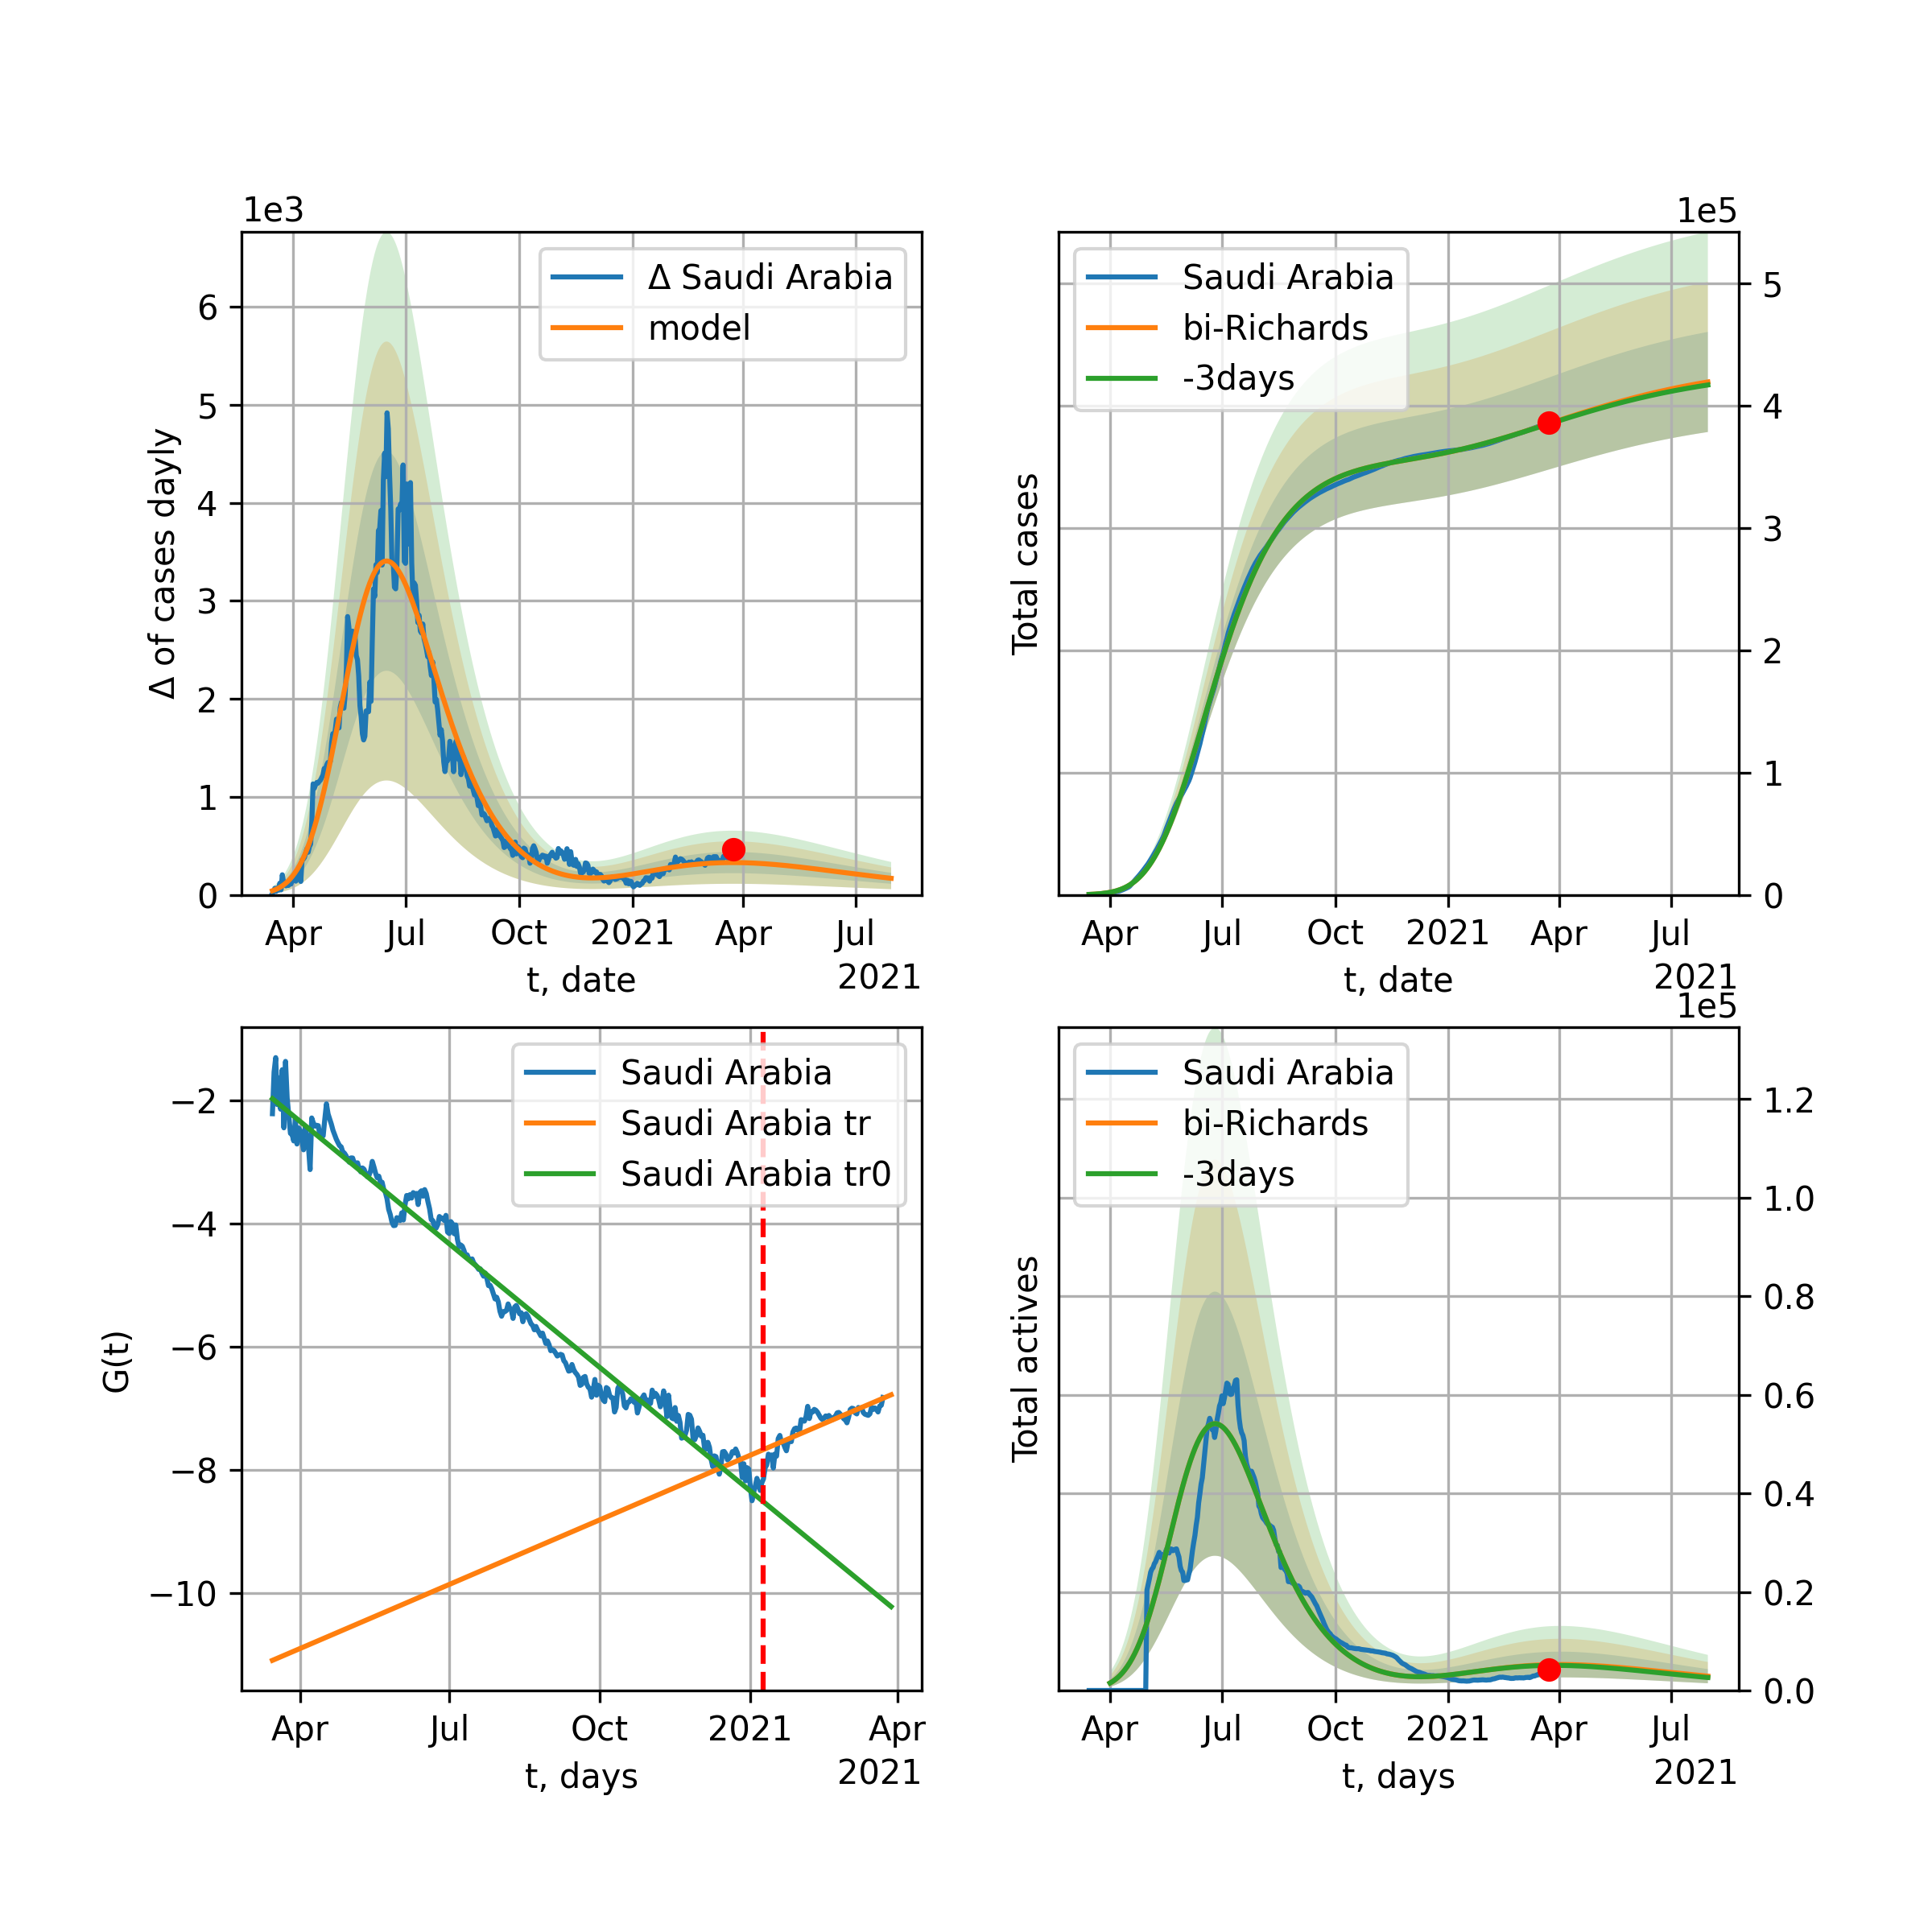 1e3
Δ of cases dayly
6
5
4
3
2
1
0
Δ Saudi Arabia
model
Apr Jul Oct 2021 Apr Jul
2021
t, date
1e5
Total cases
Saudi Arabia
bi-Richards
-3days
5
4
3
2
1
0
Apr Jul Oct 2021 Apr Jul
2021
t, date
G(t)
−2
−4
−6
−8
−10
Saudi Arabia
Saudi Arabia tr
Saudi Arabia tr0
Apr Jul Oct 2021 Apr
2021
t, days
1e5
Total actives
Saudi Arabia
bi-Richards
-3days
1.2
1.0
0.8
0.6
0.4
0.2
0.0
Apr Jul Oct 2021 Apr Jul
2021
t, days